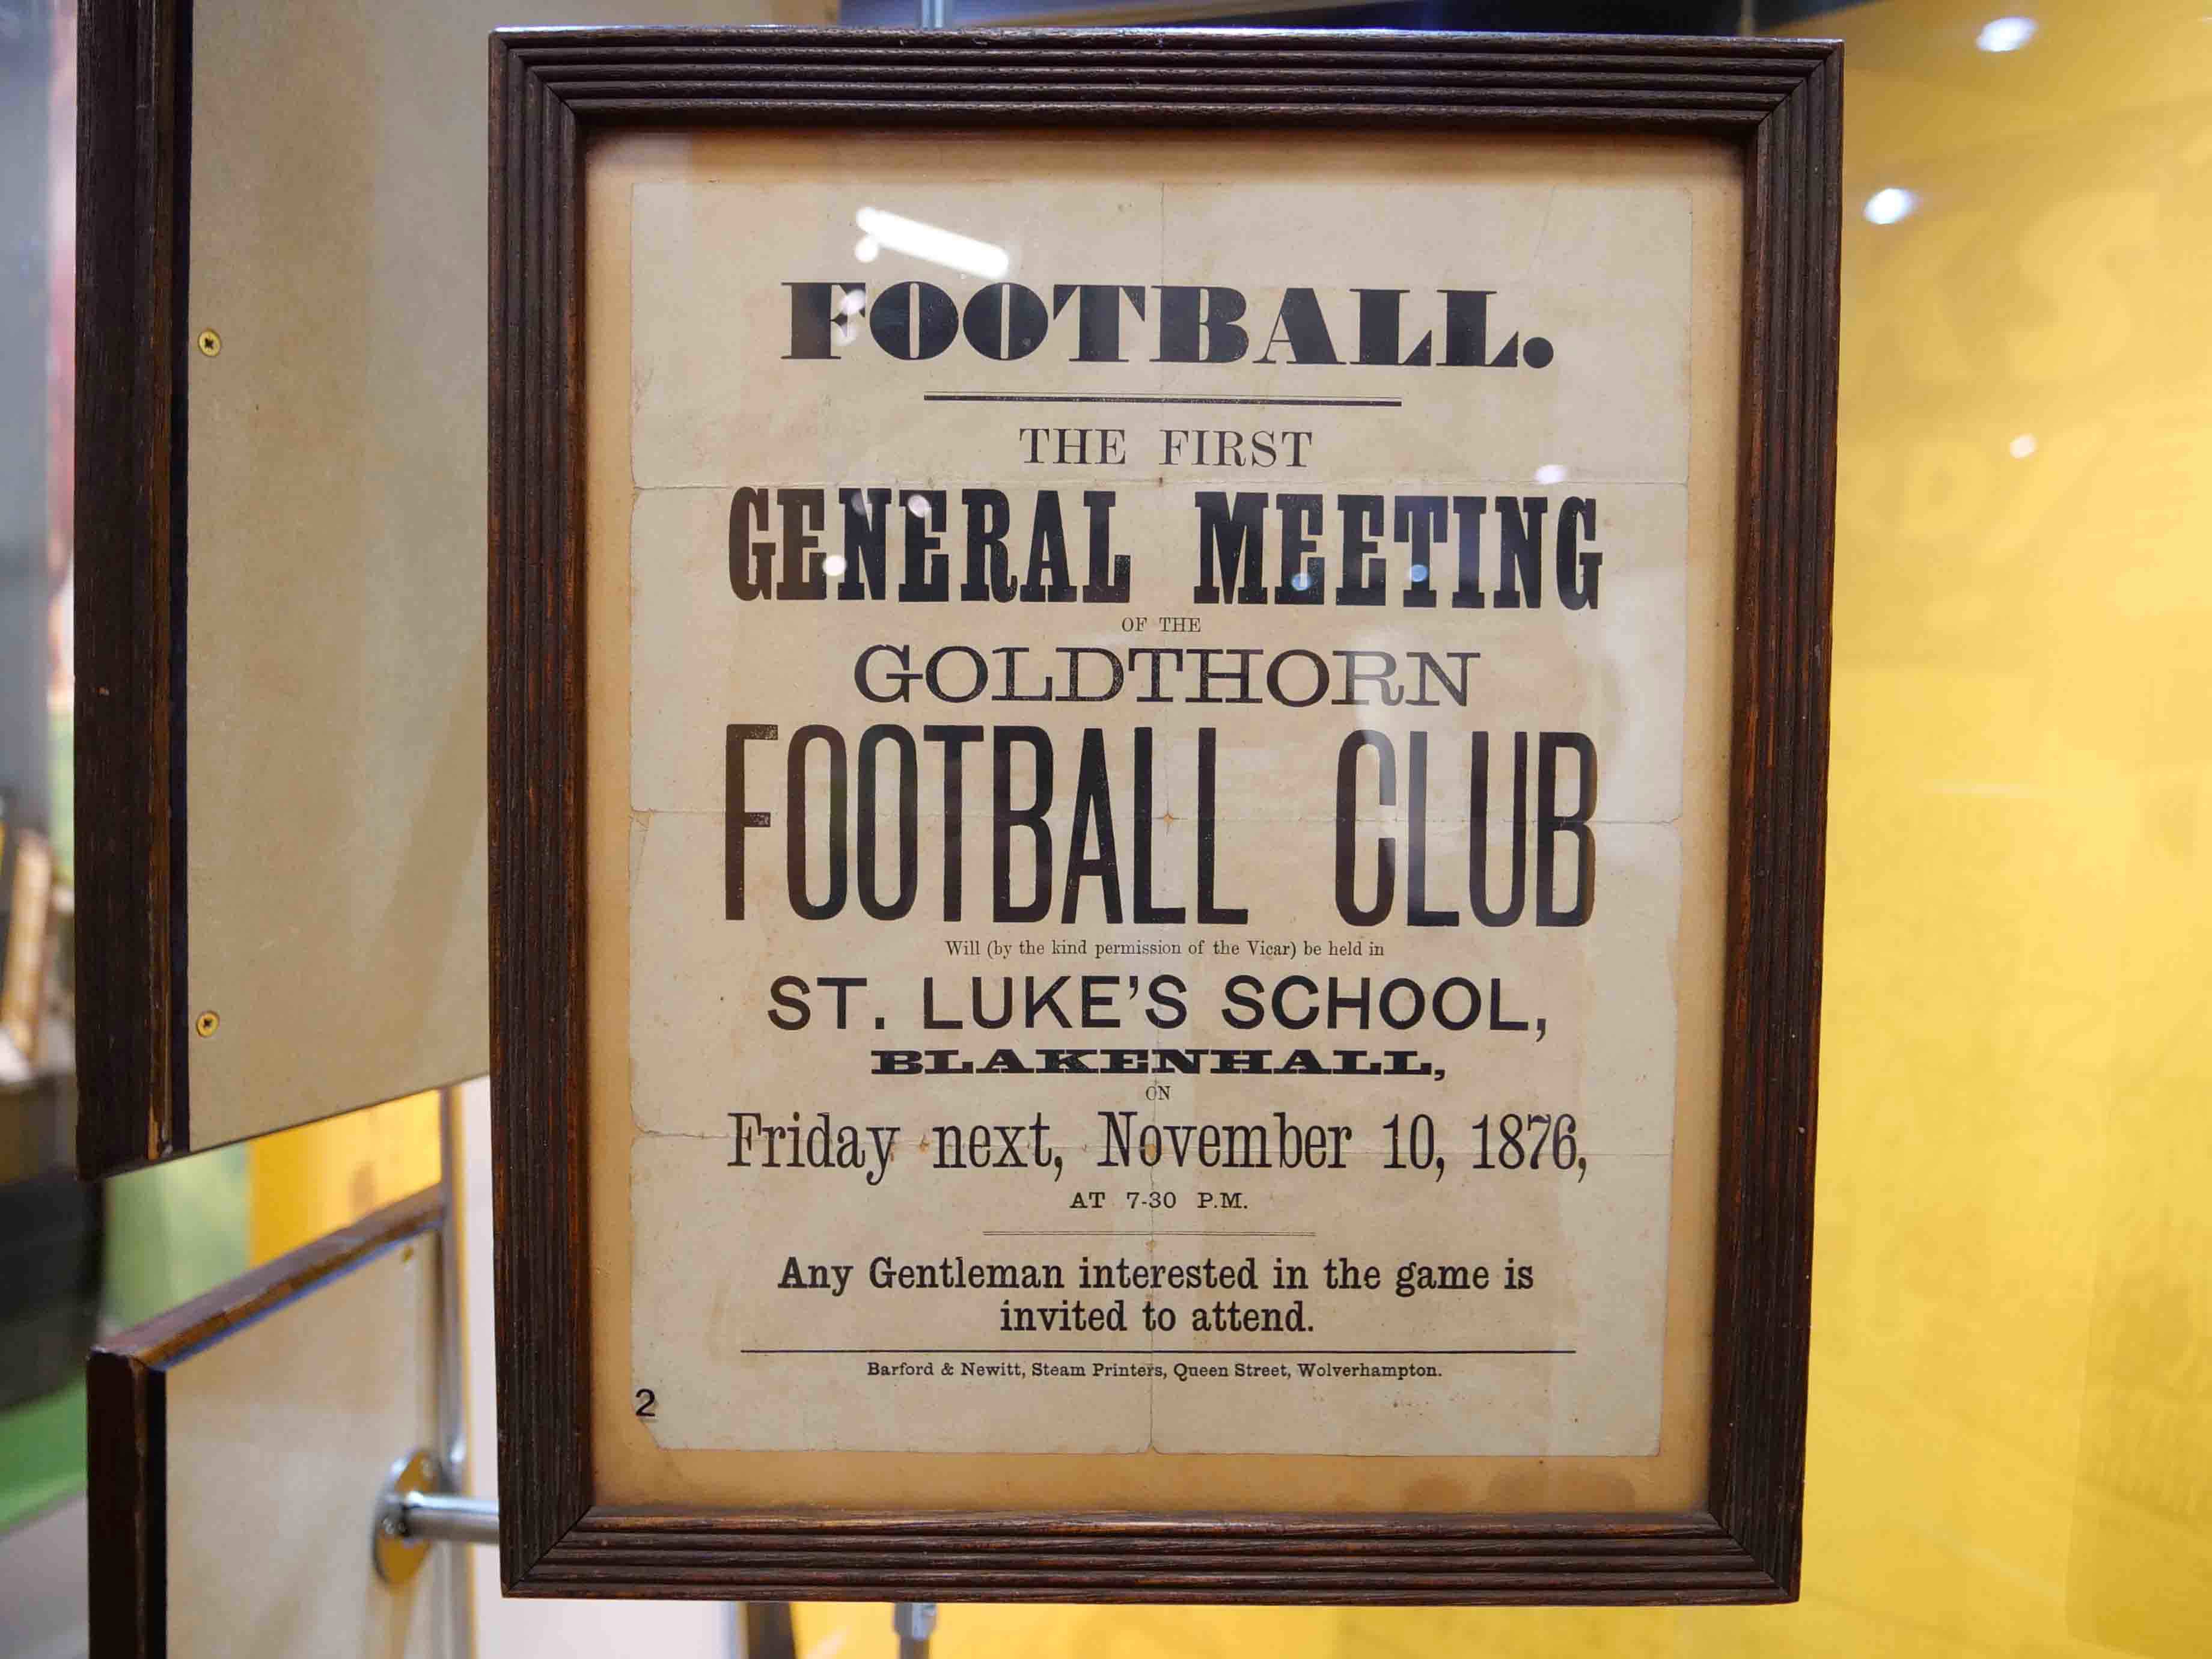 FOOTBALL.
THE FIRST
GENERAL MEETING
OF THE
GOLDTHORN
FOOTBALL CLUB
Will (by the kind permission of the Vicar) be held in
ST. LUKE'S SCHOOL,
BLAKENHALL,
ON
Friday next, November 10, 1876,
AT 7-30 P.M.
Any Gentleman interested in the game is
invited to attend.
Barford & Newitt, Steam Printers, Queen Street, Wolverhampton.
2